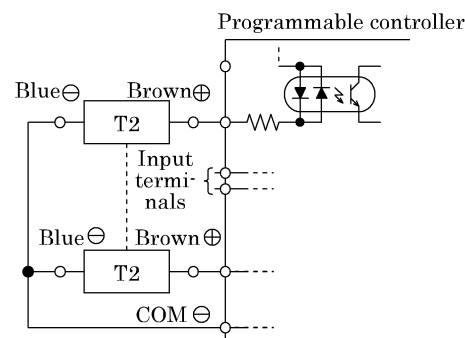 Programmable controller
Blue⊖ Brown⊕
T2
Input
termi-
nals
Blue⊖ Brown⊕
T2
COM⊖